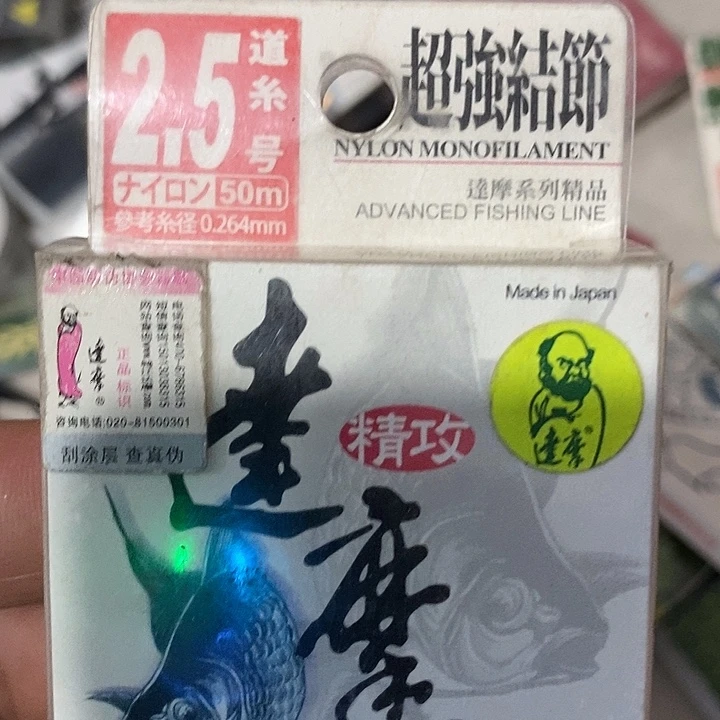 2.5
道糸号
ナイロン 50m
参考糸径 0.264mm
超強結節
NYLON MONOFILAMENT
達摩系列精品
ADVANCED FISHING LINE
Made in Japan
達摩
正品标识
咨询电话:020-81500301
刮涂层 查真伪
精攻
達摩®
達摩